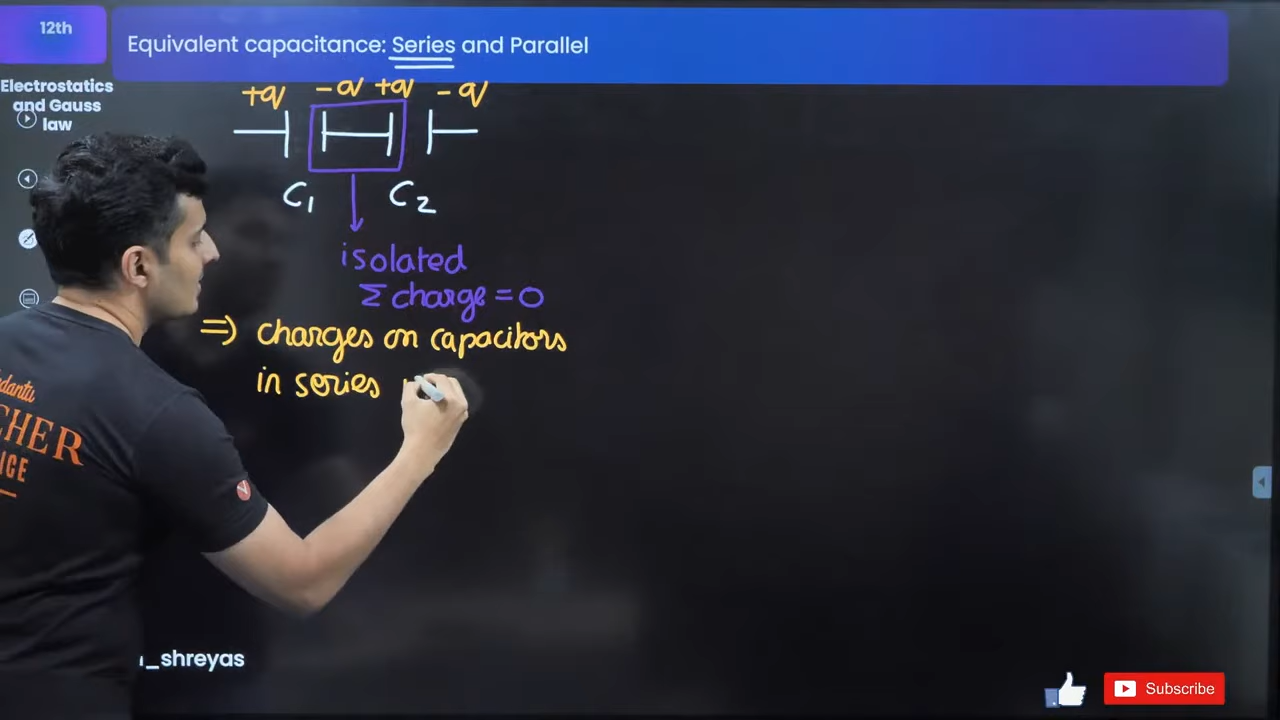 12th
Equivalent capacitance: Series and Parallel
Electrostatics
and Gauss
law
+q -q +q -q
C1 C2
isolated
Σ charge = 0
⇒ charges on capacitors
in series
V
_shreyas
Subscribe